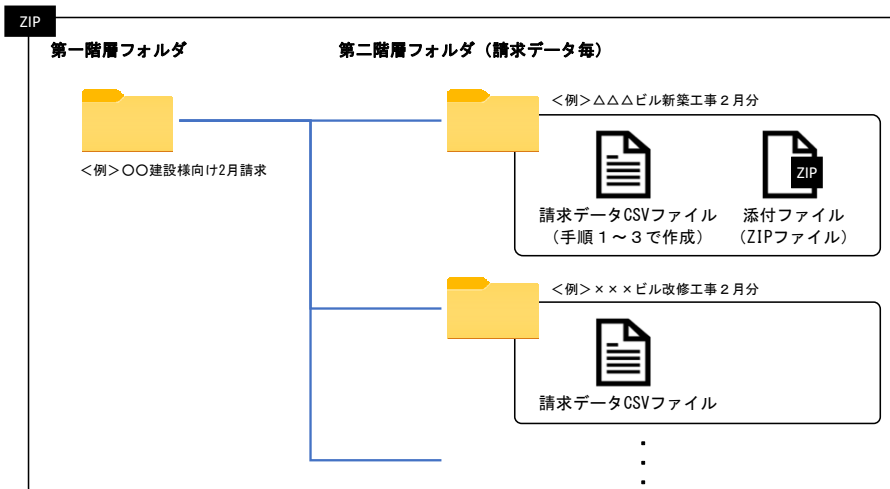 ZIP
第一階層フォルダ
第二階層フォルダ（請求データ毎）
＜例＞〇〇建設様向け2月請求
＜例＞△△△ビル新築工事２月分
ZIP
請求データCSVファイル
（手順１～３で作成）
添付ファイル
（ZIPファイル）
＜例＞×××ビル改修工事２月分
請求データCSVファイル